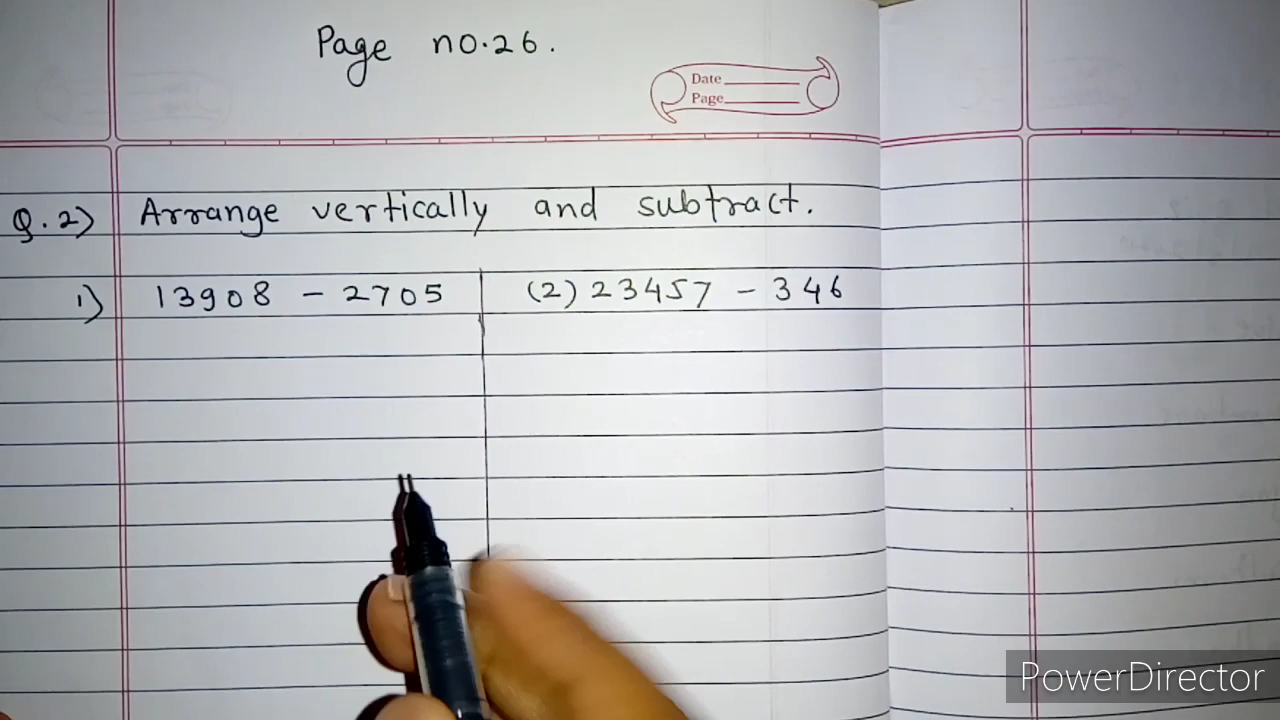 Page no.26.
Date
Page
Q.2) Arrange vertically and subtract.
1) 13908 - 2705 (2) 23457 - 346
PowerDirector